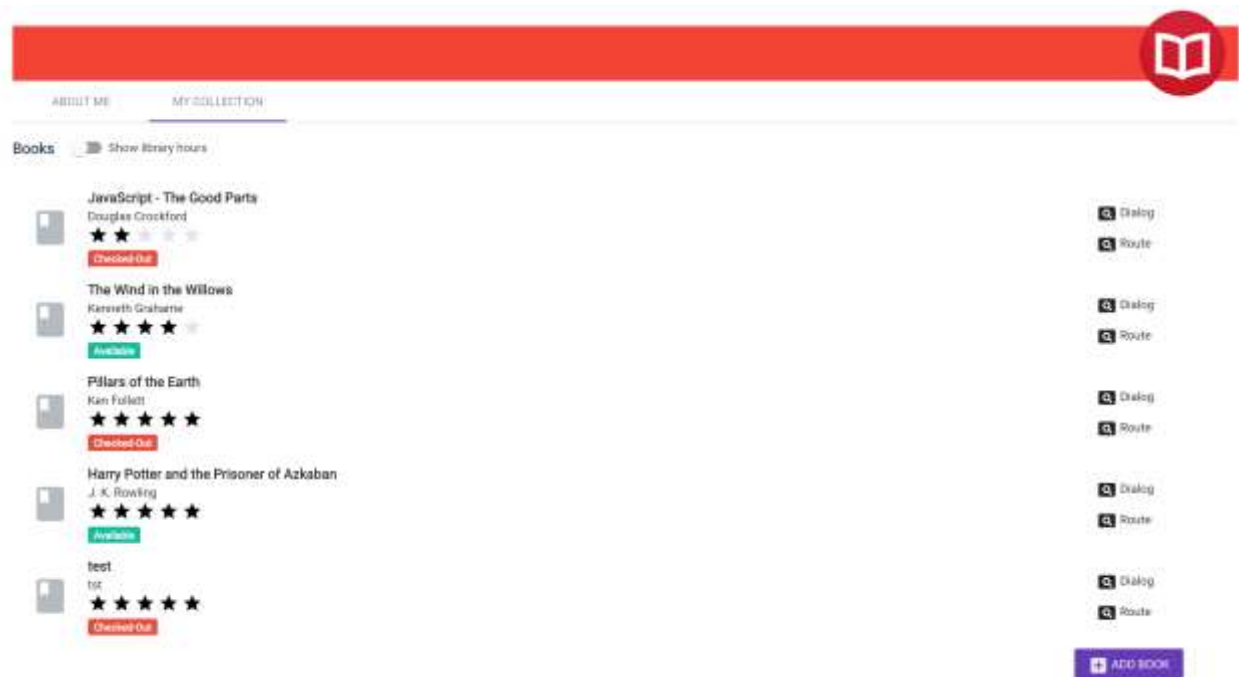 ABOUT ME MY COLLECTION
Books Show library hours
JavaScript - The Good Parts
Douglas Crockford
Dialog
Checked-Out
Route
The Wind in the Willows
Kenneth Grahame
Dialog
Available
Route
Pillars of the Earth
Ken Follett
Dialog
Checked-Out
Route
Harry Potter and the Prisoner of Azkaban
J. K. Rowling
Dialog
Available
Route
test
tst
Dialog
Checked-Out
Route
ADD BOOK